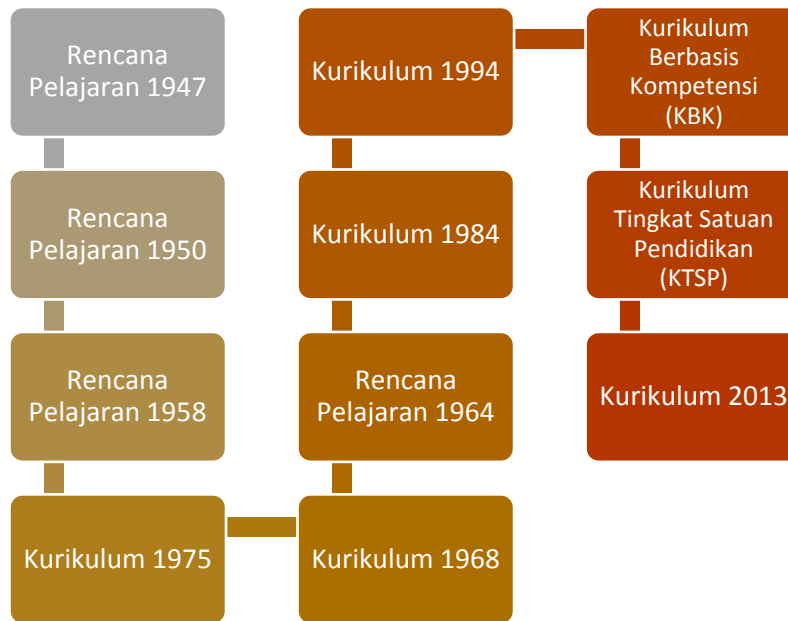 Rencana
Pelajaran 1947
Rencana
Pelajaran 1950
Rencana
Pelajaran 1958
Kurikulum 1975
Kurikulum 1968
Rencana
Pelajaran 1964
Kurikulum 1984
Kurikulum 1994
Kurikulum
Berbasis
Kompetensi
(KBK)
Kurikulum
Tingkat Satuan
Pendidikan
(KTSP)
Kurikulum 2013